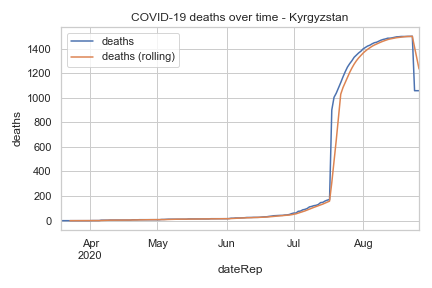 COVID-19 deaths over time - Kyrgyzstan
deaths
deaths (rolling)
1400
1200
1000
800
600
400
200
0
deaths
Apr May Jun Jul Aug
2020
dateRep